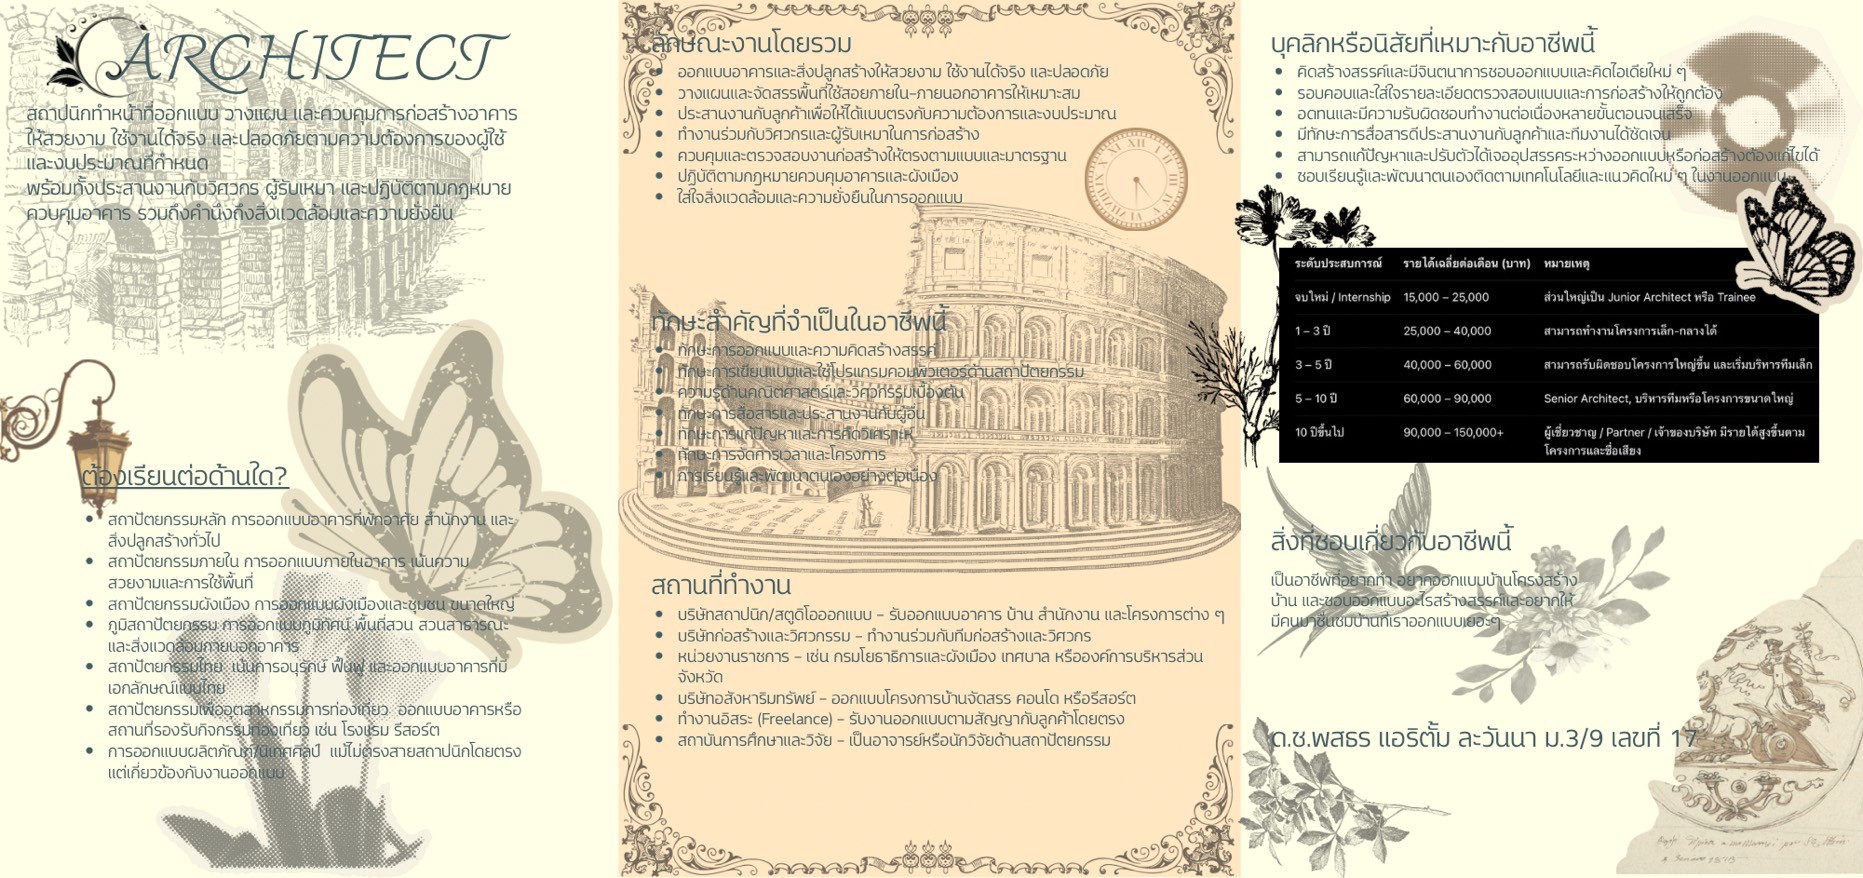 ARCHITECT
สถาปนิกทำหน้าที่ออกแบบ วางแผน และควบคุมการก่อสร้างอาคาร
ให้สวยงาม ใช้งานได้จริง และปลอดภัยตามความต้องการของผู้ใช้
และงบประมาณที่กำหนด
พร้อมทั้งประสานงานกับวิศวกร ผู้รับเหมา และปฏิบัติตามกฎหมาย
ควบคุมอาคาร รวมถึงคำนึงถึงสิ่งแวดล้อมและความยั่งยืน
ต้องเรียนต่อด้านใด?
• สถาปัตยกรรมหลัก การออกแบบอาคารที่พักอาศัย สำนักงาน และ
สิ่งปลูกสร้างทั่วไป
• สถาปัตยกรรมภายใน การออกแบบภายในอาคาร เน้นความ
สวยงามและการใช้พื้นที่
• สถาปัตยกรรมผังเมือง การออกแบบผังเมืองและชุมชน ขนาดใหญ่
• ภูมิสถาปัตยกรรม การออกแบบภูมิทัศน์ พื้นที่สวน สวนสาธารณะ
และสิ่งแวดล้อมภายนอกอาคาร
• สถาปัตยกรรมไทย เน้นการอนุรักษ์ ฟื้นฟู และออกแบบอาคารที่มี
เอกลักษณ์แบบไทย
• สถาปัตยกรรมเพื่ออุตสาหกรรมการท่องเที่ยว ออกแบบอาคารหรือ
สถานที่รองรับกิจกรรมท่องเที่ยว เช่น โรงแรม รีสอร์ต
• การออกแบบผลิตภัณฑ์/นิเทศศิลป์ แม้ไม่ตรงสายสถาปนิกโดยตรง
แต่เกี่ยวข้องกับงานออกแบบ
ลักษณะงานโดยรวม
• ออกแบบอาคารและสิ่งปลูกสร้างให้สวยงาม ใช้งานได้จริง และปลอดภัย
• วางแผนและจัดสรรพื้นที่ใช้สอยภายใน-ภายนอกอาคารให้เหมาะสม
• ประสานงานกับลูกค้าเพื่อให้ได้แบบตรงกับความต้องการและงบประมาณ
• ทำงานร่วมกับวิศวกรและผู้รับเหมาในการก่อสร้าง
• ควบคุมและตรวจสอบงานก่อสร้างให้ตรงตามแบบและมาตรฐาน
• ปฏิบัติตามกฎหมายควบคุมอาคารและผังเมือง
• ใส่ใจสิ่งแวดล้อมและความยั่งยืนในการออกแบบ
ทักษะสำคัญที่จำเป็นในอาชีพนี้
• ทักษะการออกแบบและความคิดสร้างสรรค์
• ทักษะการเขียนแบบและใช้โปรแกรมคอมพิวเตอร์ด้านสถาปัตยกรรม
• ความรู้ด้านคณิตศาสตร์และวิศวกรรมเบื้องต้น
• ทักษะการสื่อสารและประสานงานกับผู้อื่น
• ทักษะการแก้ปัญหาและการคิดวิเคราะห์
• ทักษะการจัดการเวลาและโครงการ
• การเรียนรู้และพัฒนาตนเองอย่างต่อเนื่อง
สถานที่ทำงาน
• บริษัทสถาปนิก/สตูดิโอออกแบบ – รับออกแบบอาคาร บ้าน สำนักงาน และโครงการต่าง ๆ
• บริษัทก่อสร้างและวิศวกรรม – ทำงานร่วมกับทีมก่อสร้างและวิศวกร
• หน่วยงานราชการ – เช่น กรมโยธาธิการและผังเมือง เทศบาล หรือองค์การบริหารส่วน
จังหวัด
• บริษัทอสังหาริมทรัพย์ – ออกแบบโครงการบ้านจัดสรร คอนโด หรือรีสอร์ต
• ทำงานอิสระ (Freelance) – รับงานออกแบบตามสัญญากับลูกค้าโดยตรง
• สถาบันการศึกษาและวิจัย – เป็นอาจารย์หรือนักวิจัยด้านสถาปัตยกรรม
บุคลิกหรือนิสัยที่เหมาะกับอาชีพนี้
• คิดสร้างสรรค์และมีจินตนาการชอบออกแบบและคิดไอเดียใหม่ ๆ
• รอบคอบและใส่ใจรายละเอียดตรวจสอบแบบและการก่อสร้างให้ถูกต้อง
• อดทนและมีความรับผิดชอบทำงานต่อเนื่องหลายขั้นตอนจนเสร็จ
• มีทักษะการสื่อสารดีประสานงานกับลูกค้าและทีมงานได้ชัดเจน
• สามารถแก้ปัญหาและปรับตัวได้เจออุปสรรคระหว่างออกแบบหรือก่อสร้างต้องแก้ไขได้
• ชอบเรียนรู้และพัฒนาตนเองติดตามเทคโนโลยีและแนวคิดใหม่ ๆ ในงานออกแบบ
ระดับประสบการณ์ รายได้เฉลี่ยต่อเดือน (บาท) หมายเหตุ
จบใหม่ / Internship 15,000 – 25,000 ส่วนใหญ่เป็น Junior Architect หรือ Trainee
1 – 3 ปี 25,000 – 40,000 สามารถทำงานโครงการเล็ก-กลางได้
3 – 5 ปี 40,000 – 60,000 สามารถรับผิดชอบโครงการใหญ่ขึ้น และเริ่มบริหารทีมเล็ก
5 – 10 ปี 60,000 – 90,000 Senior Architect, บริหารทีมหรือโครงการขนาดใหญ่
10 ปีขึ้นไป 90,000 – 150,000+ ผู้เชี่ยวชาญ / Partner / เจ้าของบริษัท มีรายได้สูงขึ้นตาม
โครงการและชื่อเสียง
สิ่งที่ชอบเกี่ยวกับอาชีพนี้
เป็นอาชีพที่อยากทำ อยากออกแบบบ้านโครงสร้าง
บ้าน และชอบออกแบบอะไรสร้างสรรค์และอยากให้
มีคนมาชื่นชมบ้านที่เราออกแบบเยอะๆ
ด.ช.พสธร แอริตั้ม ละวันนา ม.3/9 เลขที่ 17